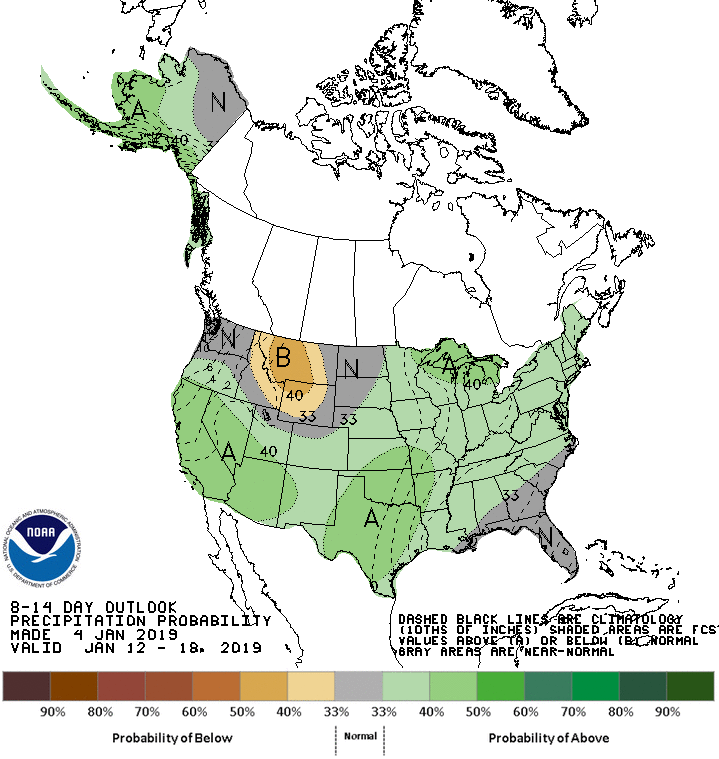 N
A
40
N
B
N
A
40
40
33
33
6
4
2
A
40
2
33
A
N
0
NATIONAL OCEANIC AND ATMOSPHERIC ADMINISTRATION
NOAA
U.S. DEPARTMENT OF COMMERCE
8-14 DAY OUTLOOK
PRECIPITATION PROBABILITY
MADE 4 JAN 2019
VALID JAN 12 - 18, 2019
DASHED BLACK LINES ARE CLIMATOLOGY
(10THS OF INCHES) SHADED AREAS ARE FCST
VALUES ABOVE (A) OR BELOW (B) NORMAL
GRAY AREAS ARE NEAR-NORMAL
90% 80% 70% 60% 50% 40% 33% 33% 40% 50% 60% 70% 80% 90%
Probability of Below Normal Probability of Above